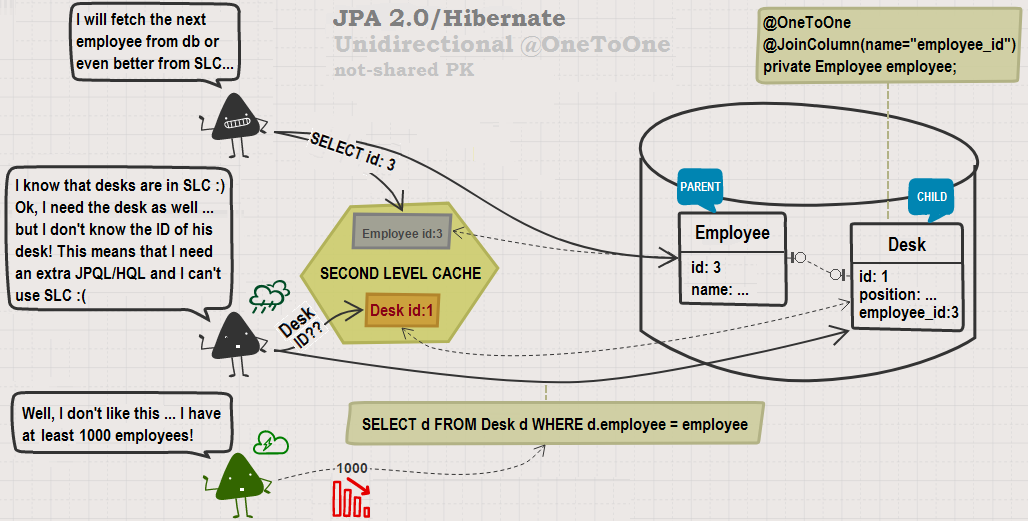 JPA 2.0/Hibernate
Unidirectional @OneToOne
not-shared PK
I will fetch the next
employee from db or
even better from SLC...
@OneToOne
@JoinColumn(name="employee_id")
private Employee employee;
SELECT id: 3
I know that desks are in SLC :)
Ok, I need the desk as well ...
but I don't know the ID of his
desk! This means that I need
an extra JPQL/HQL and I can't
use SLC :(
Employee id:3
SECOND LEVEL CACHE
Desk id:1
Desk
ID??
PARENT
Employee
id: 3
name: ...
CHILD
Desk
id: 1
position: ...
employee_id:3
Well, I don't like this ... I have
at least 1000 employees!
SELECT d FROM Desk d WHERE d.employee = employee
1000